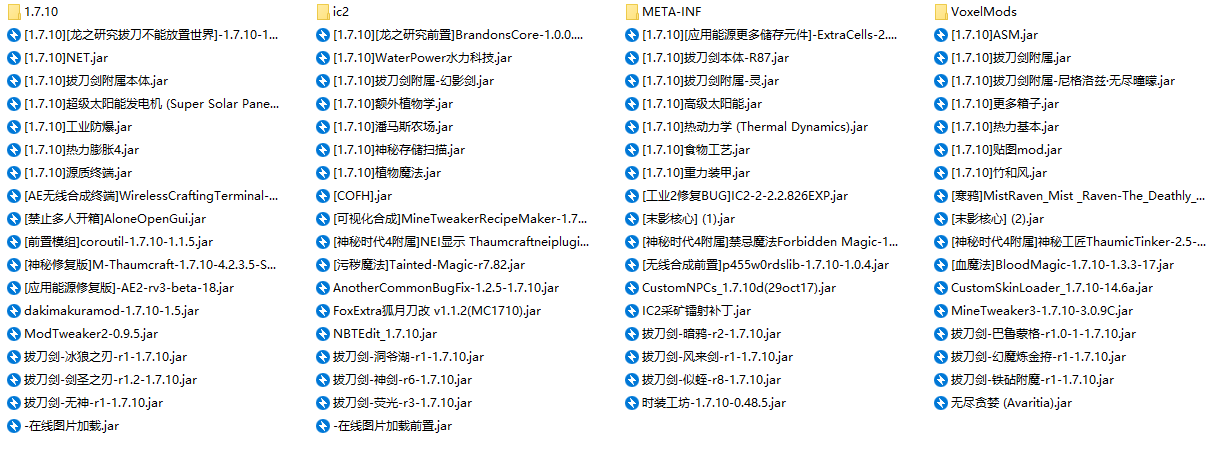 1.7.10
ic2
META-INF
VoxelMods
[1.7.10][龙之研究拔刀不能放置世界]-1.7.10-1...
[1.7.10][龙之研究前置]BrandonsCore-1.0.0....
[1.7.10][应用能源更多储存元件]-ExtraCells-2....
[1.7.10]ASM.jar
[1.7.10]NET.jar
[1.7.10]WaterPower水力科技.jar
[1.7.10]拔刀剑本体-R87.jar
[1.7.10]拔刀剑附属.jar
[1.7.10]拔刀剑附属本体.jar
[1.7.10]拔刀剑附属-幻影剑.jar
[1.7.10]拔刀剑附属-灵.jar
[1.7.10]拔刀剑附属-尼格洛兹·无尽瞳曚.jar
[1.7.10]超级太阳能发电机 (Super Solar Pane...
[1.7.10]额外植物学.jar
[1.7.10]高级太阳能.jar
[1.7.10]更多箱子.jar
[1.7.10]工业防爆.jar
[1.7.10]潘马斯农场.jar
[1.7.10]热动力学 (Thermal Dynamics).jar
[1.7.10]热力基本.jar
[1.7.10]热力膨胀4.jar
[1.7.10]神秘存储扫描.jar
[1.7.10]食物工艺.jar
[1.7.10]贴图mod.jar
[1.7.10]源质终端.jar
[1.7.10]植物魔法.jar
[1.7.10]重力装甲.jar
[1.7.10]竹和风.jar
[AE无线合成终端]WirelessCraftingTerminal-...
[COFH].jar
[工业2修复BUG]IC2-2-2.2.826EXP.jar
[寒鸦]MistRaven_Mist _Raven-The_Deathly_...
[禁止多人开箱]AloneOpenGui.jar
[可视化合成]MineTweakerRecipeMaker-1.7...
[末影核心] (1).jar
[末影核心] (2).jar
[前置模组]coroutil-1.7.10-1.1.5.jar
[神秘时代4附属]NEI显示 Thaumcraftneiplugi...
[神秘时代4附属]禁忌魔法Forbidden Magic-1...
[神秘时代4附属]神秘工匠ThaumicTinker-2.5-...
[神秘修复版]M-Thaumcraft-1.7.10-4.2.3.5-S...
[污秽魔法]Tainted-Magic-r7.82.jar
[无线合成前置]p455w0rdslib-1.7.10-1.0.4.jar
[血魔法]BloodMagic-1.7.10-1.3.3-17.jar
[应用能源修复版]-AE2-rv3-beta-18.jar
AnotherCommonBugFix-1.2.5-1.7.10.jar
CustomNPCs_1.7.10d(29oct17).jar
CustomSkinLoader_1.7.10-14.6a.jar
dakimakuramod-1.7.10-1.5.jar
FoxExtra狐月刀改 v1.1.2(MC1710).jar
IC2采矿镭射补丁.jar
MineTweaker3-1.7.10-3.0.9C.jar
ModTweaker2-0.9.5.jar
NBTEdit_1.7.10.jar
拔刀剑-暗鸦-r2-1.7.10.jar
拔刀剑-巴鲁蒙格-r1.0-1-1.7.10.jar
拔刀剑-冰狼之刃-r1-1.7.10.jar
拔刀剑-洞爷湖-r1-1.7.10.jar
拔刀剑-风来剑-r1-1.7.10.jar
拔刀剑-幻魔炼金拵-r1-1.7.10.jar
拔刀剑-剑圣之刃-r1.2-1.7.10.jar
拔刀剑-神剑-r6-1.7.10.jar
拔刀剑-似蛭-r8-1.7.10.jar
拔刀剑-铁砧附魔-r1-1.7.10.jar
拔刀剑-无神-r1-1.7.10.jar
拔刀剑-荧光-r3-1.7.10.jar
时装工坊-1.7.10-0.48.5.jar
无尽贪婪 (Avaritia).jar
-在线图片加载.jar
-在线图片加载前置.jar